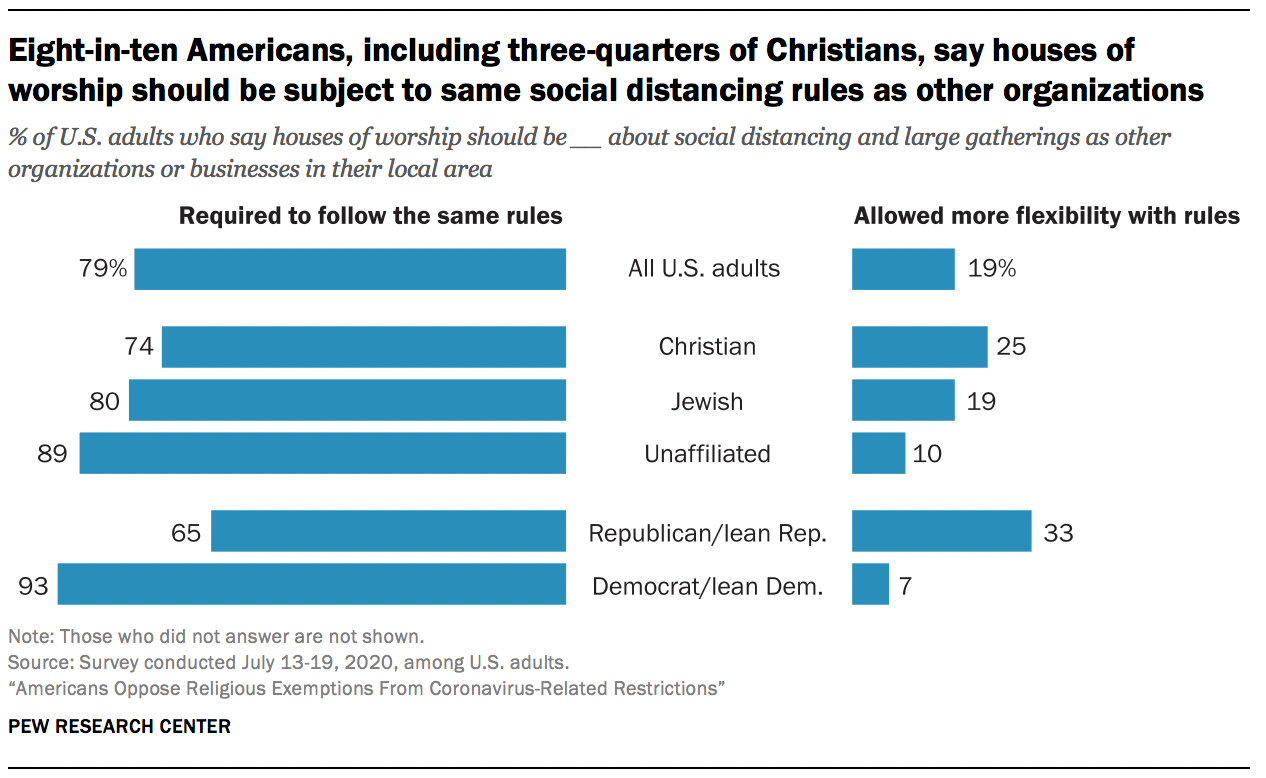 Eight-in-ten Americans, including three-quarters of Christians, say houses of
worship should be subject to same social distancing rules as other organizations
% of U.S. adults who say houses of worship should be __ about social distancing and large gatherings as other
organizations or businesses in their local area
Required to follow the same rules Allowed more flexibility with rules
79% All U.S. adults 19%
74 Christian 25
80 Jewish 19
89 Unaffiliated 10
65 Republican/lean Rep. 33
93 Democrat/lean Dem. 7
Note: Those who did not answer are not shown.
Source: Survey conducted July 13-19, 2020, among U.S. adults.
“Americans Oppose Religious Exemptions From Coronavirus-Related Restrictions”
PEW RESEARCH CENTER